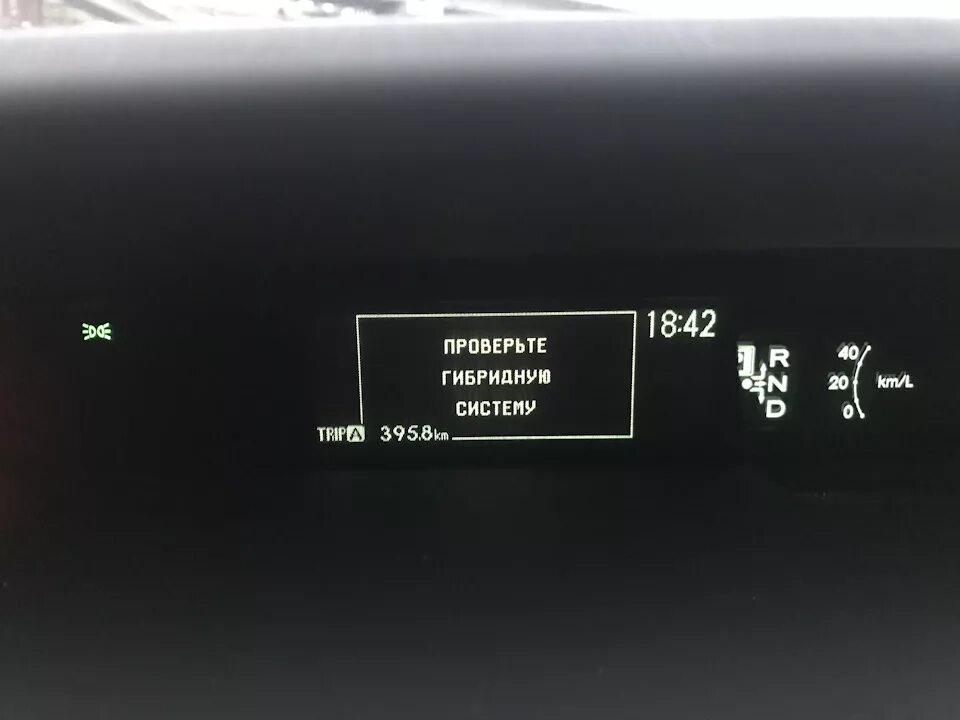 18:42
ПРОВЕРЬТЕ
ГИБРИДНУЮ
СИСТЕМУ
TRIP A 395.8 km
P
R
N
D
40
20 km/L
0